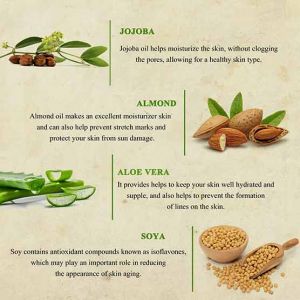 JOJOBA
Jojoba oil helps moisturize the skin, without clogging
the pores, allowing for a healthy skin type.
ALMOND
Almond oil makes an excellent moisturizer skin
and can also help prevent stretch marks and
protect your skin from sun damage.
ALOE VERA
It provides helps to keep your skin well hydrated and
supple, and also helps to prevent the formation
of lines on the skin.
SOYA
Soy contains antioxidant compounds known as isoflavones,
which may play an important role in reducing
the appearance of skin aging.